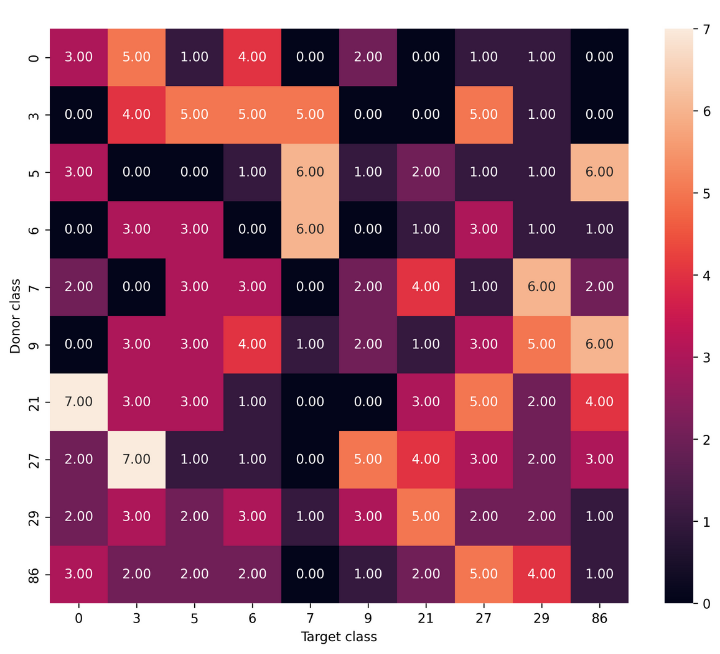 0 3.00 5.00 1.00 4.00 0.00 2.00 0.00 1.00 1.00 0.00
3 0.00 4.00 5.00 5.00 5.00 0.00 0.00 5.00 1.00 0.00
5 3.00 0.00 0.00 1.00 6.00 1.00 2.00 1.00 1.00 6.00
6 0.00 3.00 3.00 0.00 6.00 0.00 1.00 3.00 1.00 1.00
7 2.00 0.00 3.00 3.00 0.00 2.00 4.00 1.00 6.00 2.00
9 0.00 3.00 3.00 4.00 1.00 2.00 1.00 3.00 5.00 6.00
21 7.00 3.00 3.00 1.00 0.00 0.00 3.00 5.00 2.00 4.00
27 2.00 7.00 1.00 1.00 0.00 5.00 4.00 3.00 2.00 3.00
29 2.00 3.00 2.00 3.00 1.00 3.00 5.00 2.00 2.00 1.00
86 3.00 2.00 2.00 2.00 0.00 1.00 2.00 5.00 4.00 1.00
0 3 5 6 7 9 21 27 29 86
Target class
Donor class
7
6
5
4
3
2
1
0